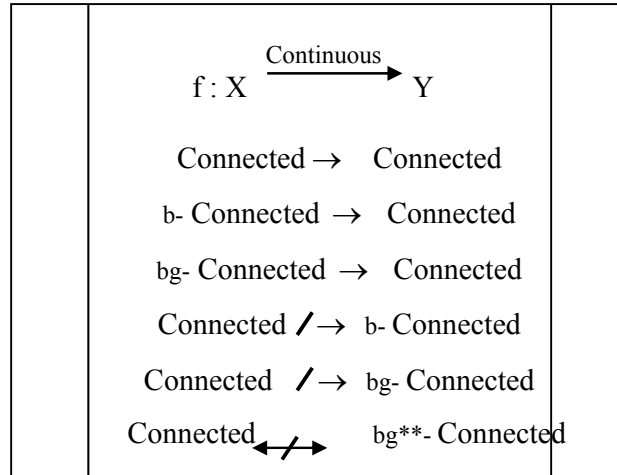 Continuous
f : X Y
Connected → Connected
b- Connected → Connected
bg- Connected → Connected
Connected /→ b- Connected
Connected /→ bg- Connected
Connected ↮ bg**- Connected